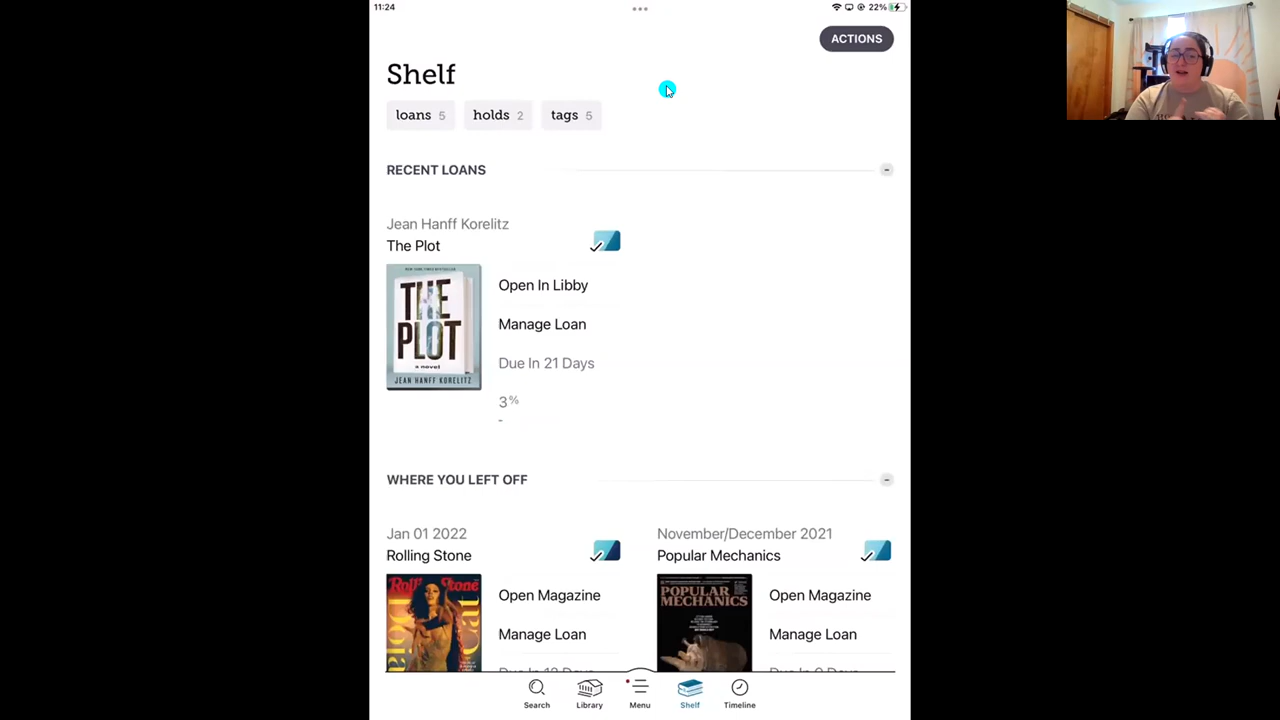 11:24
22%
ACTIONS
Shelf
loans 5
holds 2
tags 5
RECENT LOANS
Jean Hanff Korelitz
The Plot
THE
PLOT
a novel
JEAN HANFF KORELITZ
Open In Libby
Manage Loan
Due In 21 Days
3%
WHERE YOU LEFT OFF
Jan 01 2022
Rolling Stone
Rolling Stone
Doja
Cat
Open Magazine
Manage Loan
November/December 2021
Popular Mechanics
POPULAR
MECHANICS
Open Magazine
Manage Loan
Search
Library
Menu
Shelf
Timeline